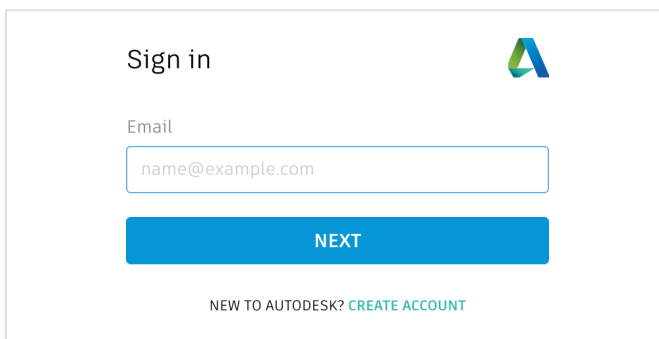 Sign in
Email
name@example.com
NEXT
NEW TO AUTODESK? CREATE ACCOUNT